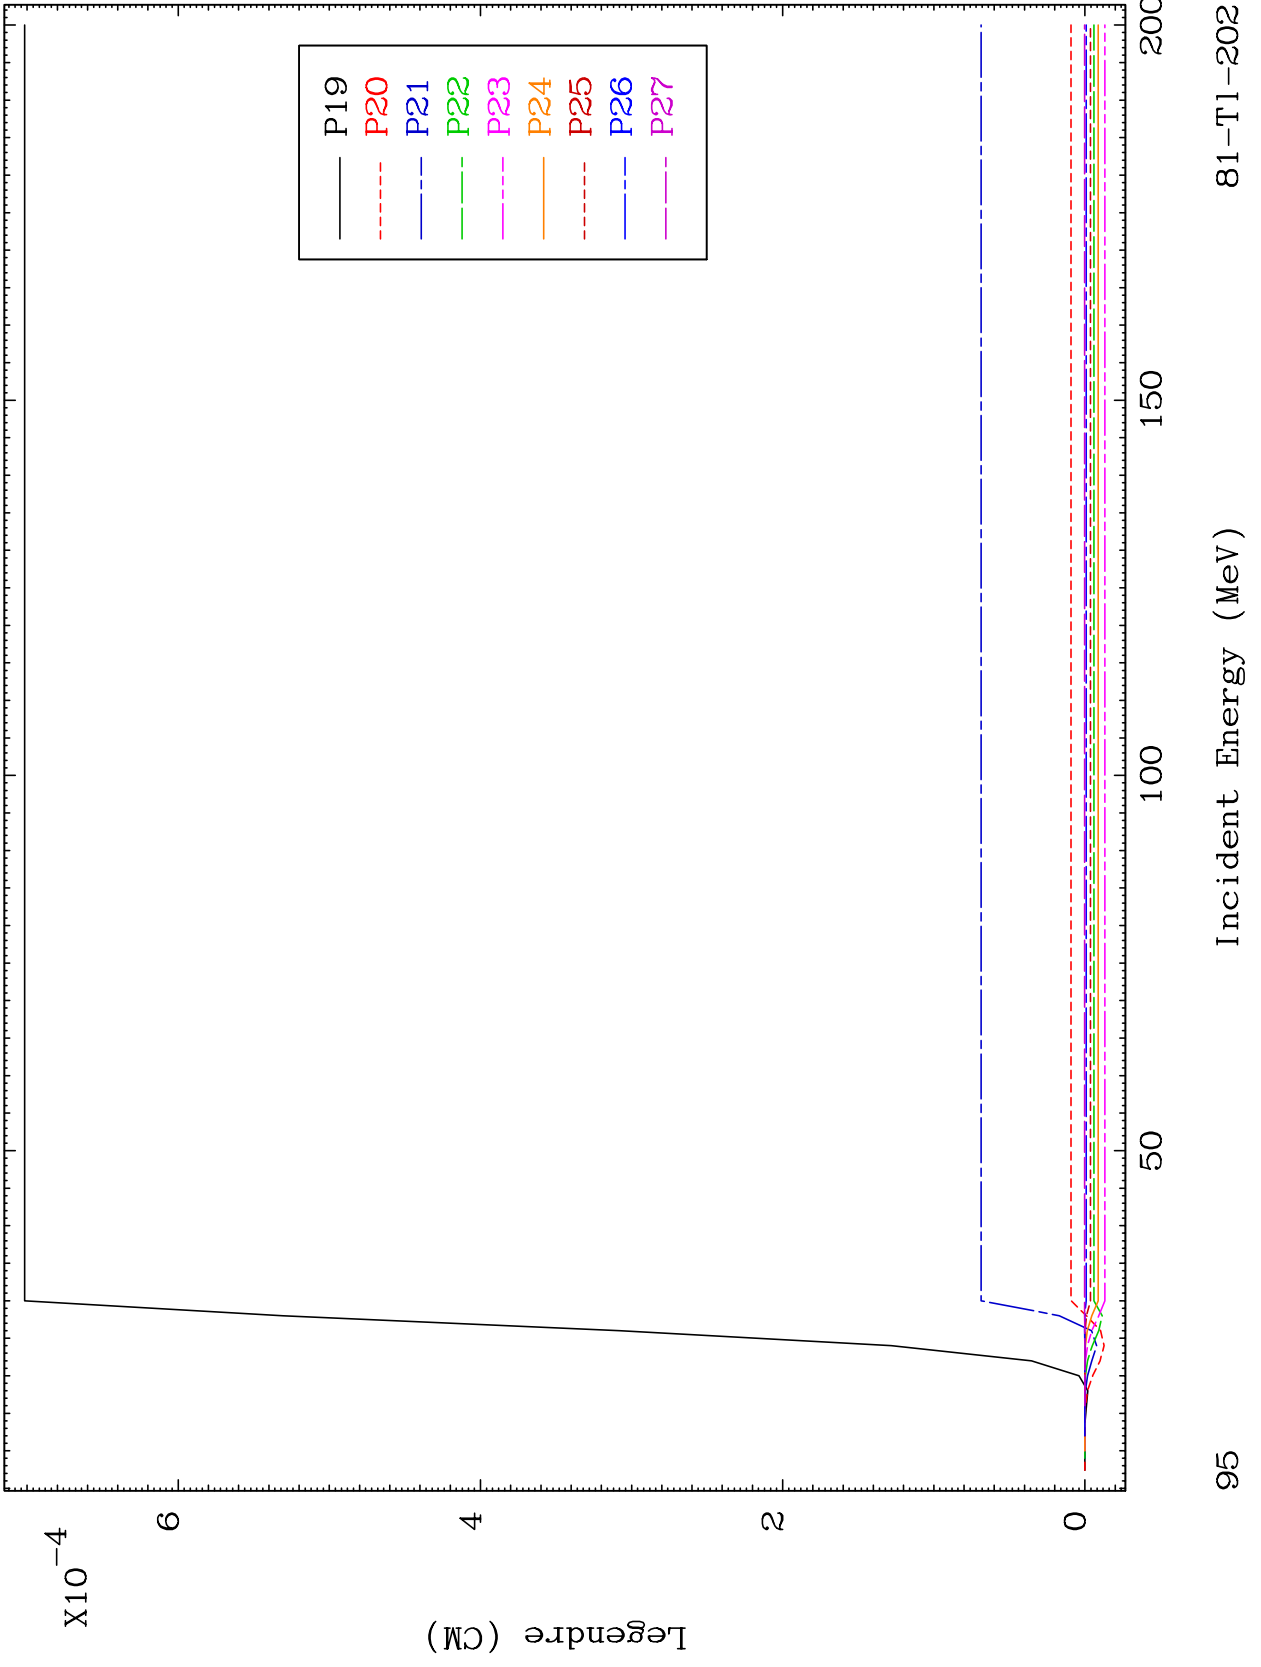 X10−4
6
4
2
0
Legendre (CM)
P19
P20
P21
P22
P23
P24
P25
P26
P27
50
100
150
200
Incident Energy (MeV)
95
81−Tl−202